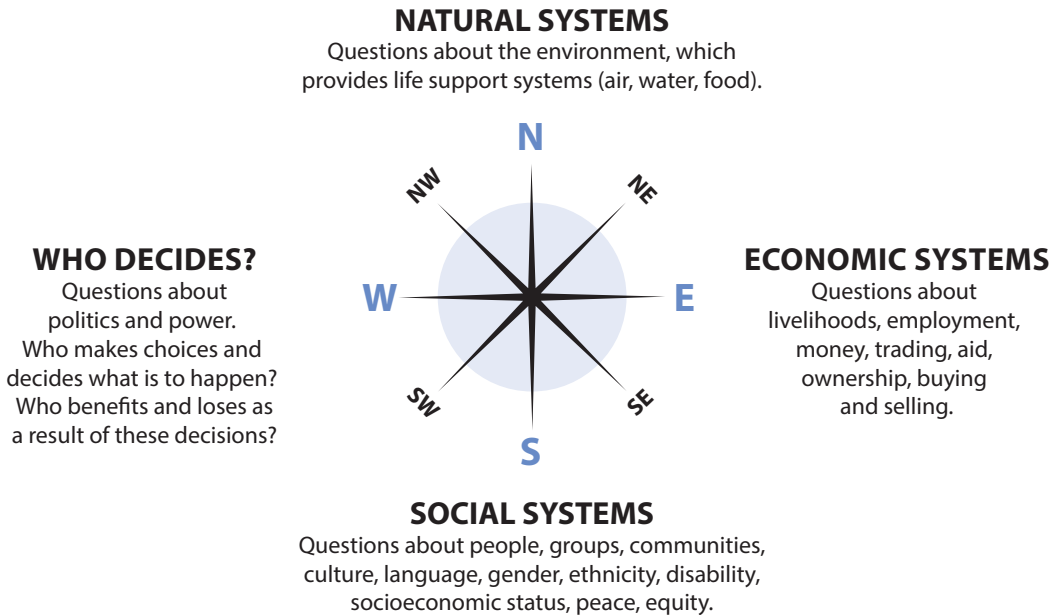 NATURAL SYSTEMS
Questions about the environment, which
provides life support systems (air, water, food).
N
NW
NE
WHO DECIDES?
Questions about
politics and power.
Who makes choices and
decides what is to happen?
Who benefits and loses as
a result of these decisions?
W
E
ECONOMIC SYSTEMS
Questions about
livelihoods, employment,
money, trading, aid,
ownership, buying
and selling.
SW
SE
S
SOCIAL SYSTEMS
Questions about people, groups, communities,
culture, language, gender, ethnicity, disability,
socioeconomic status, peace, equity.